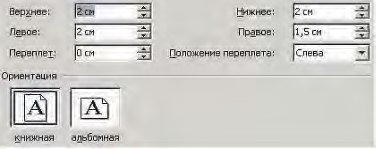 Верхнее: 2 см Нижнее: 2 см
Левое: 2 см Правое: 1,5 см
Переплет: 0 см Положение переплета: Слева
Ориентация
A A
книжная альбомная